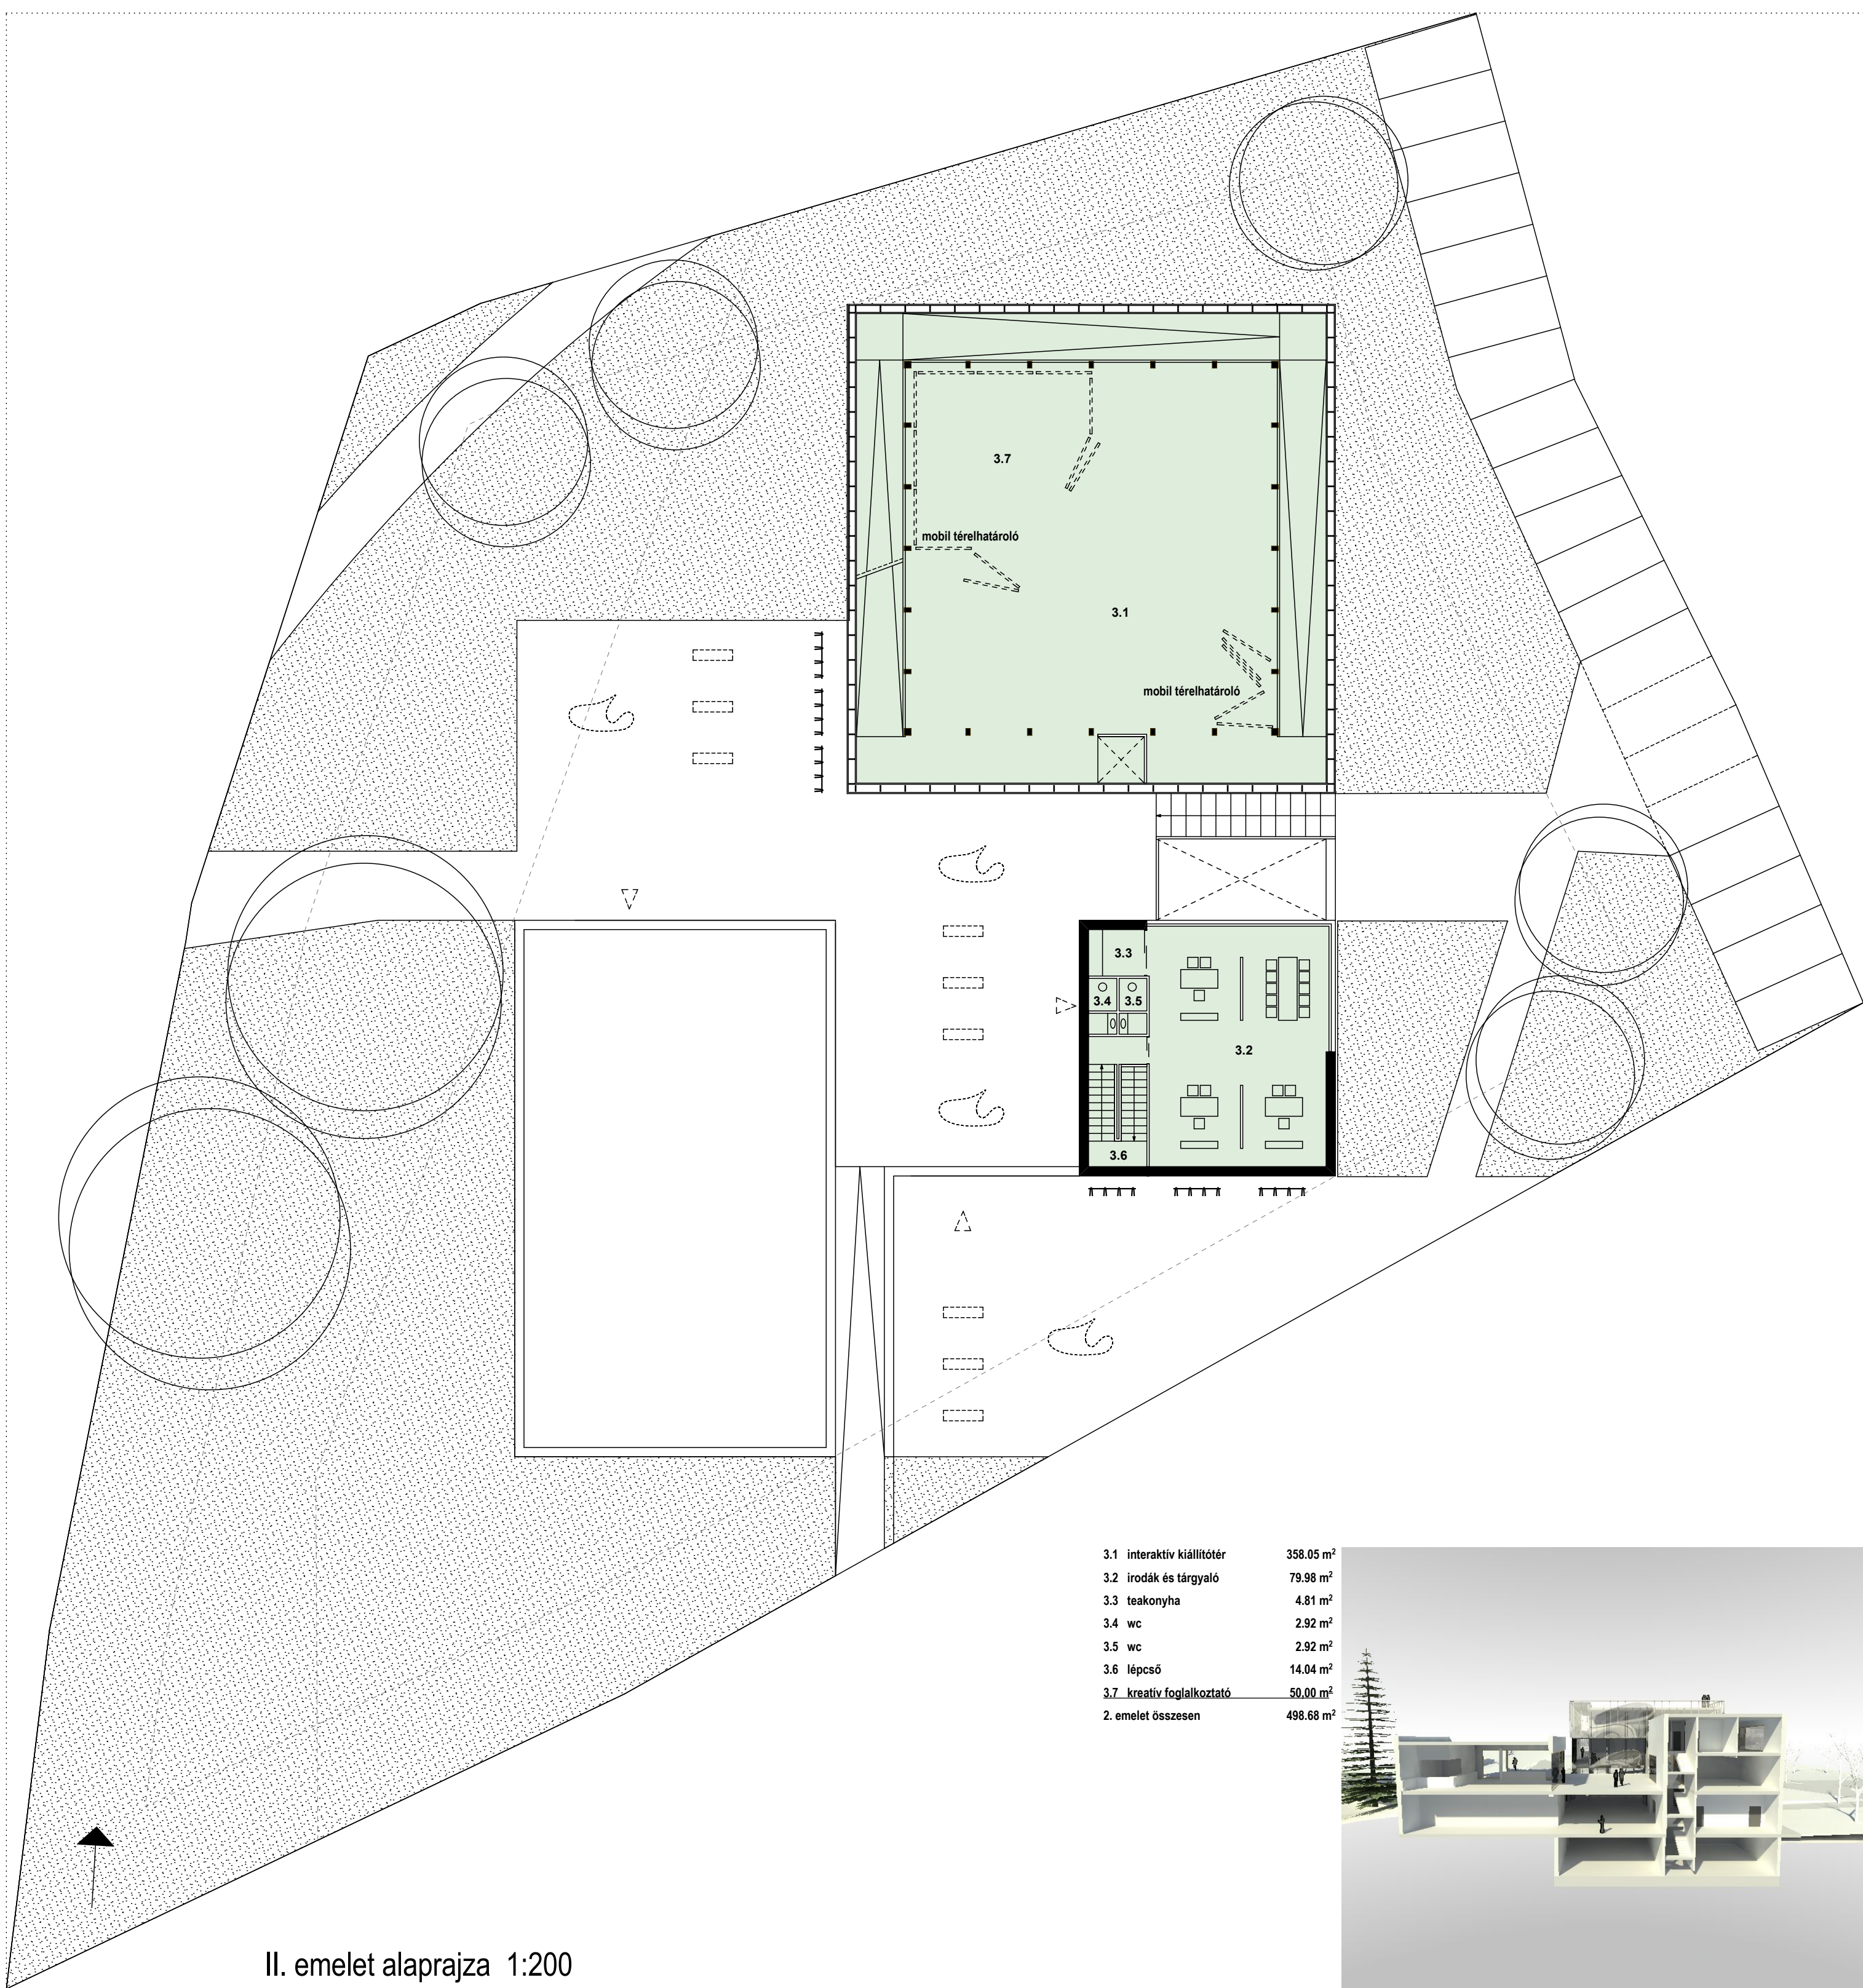 3.7
mobil térelhatároló
3.1
mobil térelhatároló
3.3
3.4 3.5
3.2
3.6
3.1 interaktív kiállítótér 358.05 m²
3.2 irodák és tárgyaló 79.98 m²
3.3 teakonyha 4.81 m²
3.4 wc 2.92 m²
3.5 wc 2.92 m²
3.6 lépcső 14.04 m²
3.7 kreatív foglalkoztató 50,00 m²
2. emelet összesen 498.68 m²
II. emelet alaprajza 1:200